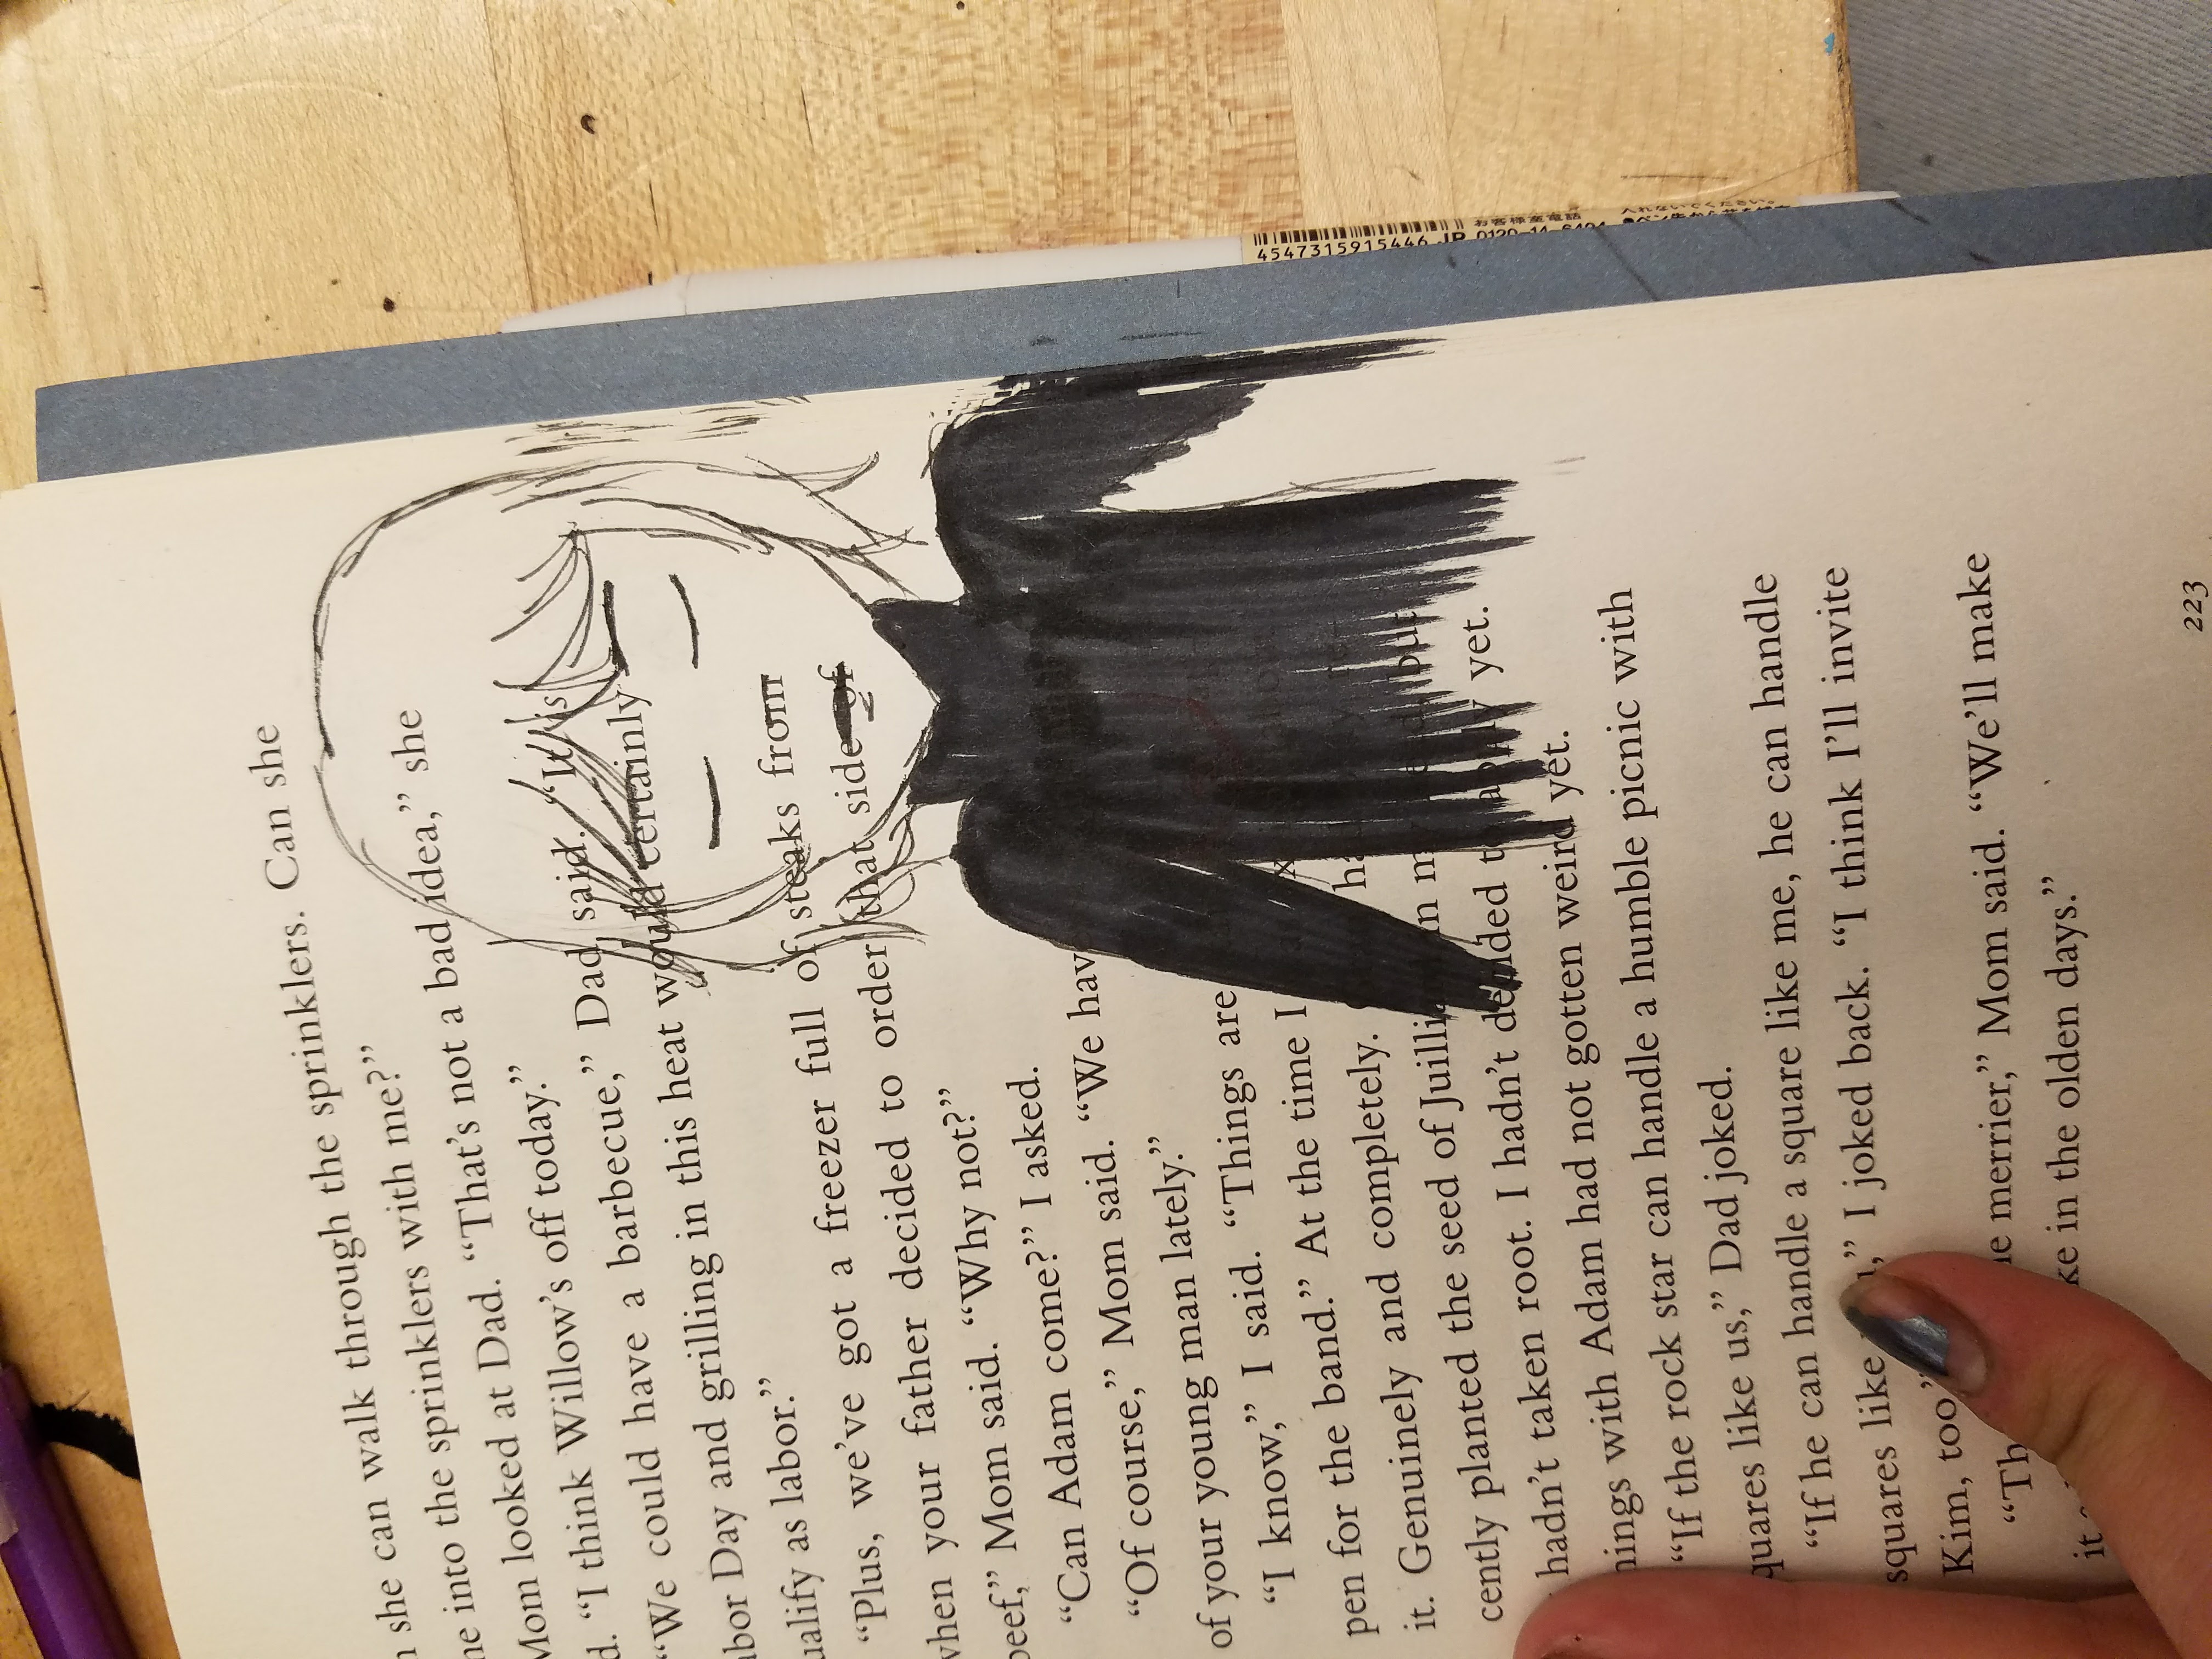 she can walk through the sprinklers. Can she
into the sprinklers with me?”
Mom looked at Dad. “That’s not a bad idea,” she
“I think Willow’s off today.”
“We could have a barbecue,” Dad said. “It is
Day and grilling in this heat would certainly
as labor.”
“Plus, we’ve got a freezer full of steaks from
when your father decided to order that side of
beef,” Mom said. “Why not?”
“Can Adam come?” I asked.
“Of course,” Mom said. “We
of your young man lately.”
“I know,” I said. “Things are
pen for the band.” At the time I
it. Genuinely and completely.
cently planted the seed of Juilliard in my head, but
hadn’t taken root. I hadn’t decided to apply yet.
with Adam had not gotten weird yet.
“If the rock star can handle a humble picnic with
like us,” Dad joked.
“If he can handle a square like me, he can handle
squares like I joked back. “I think I’ll invite
Kim, too.”
merrier,” Mom said. “We’ll make
it in the olden days.”
223